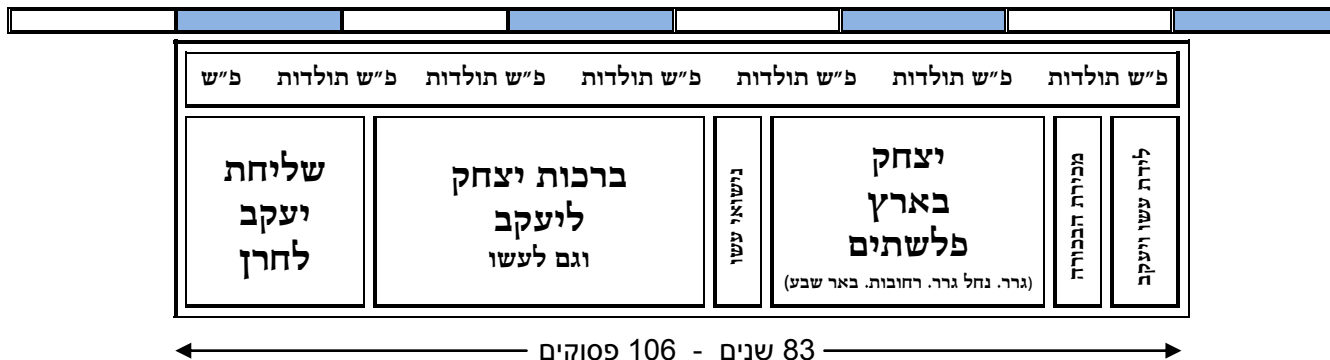 פ״ש תולדות פ״ש תולדות פ״ש תולדות פ״ש תולדות פ״ש תולדות פ״ש תולדות פ״ש
לידת עשו ויעקב
מכירת הבכורה
יצחק
בארץ
פלשתים
(גרר. נחל גרר. רחובות. באר שבע)
נישואי עשו
ברכות יצחק
ליעקב
וגם לעשו
שליחת
יעקב
לחרן
83 שנים - 106 פסוקים